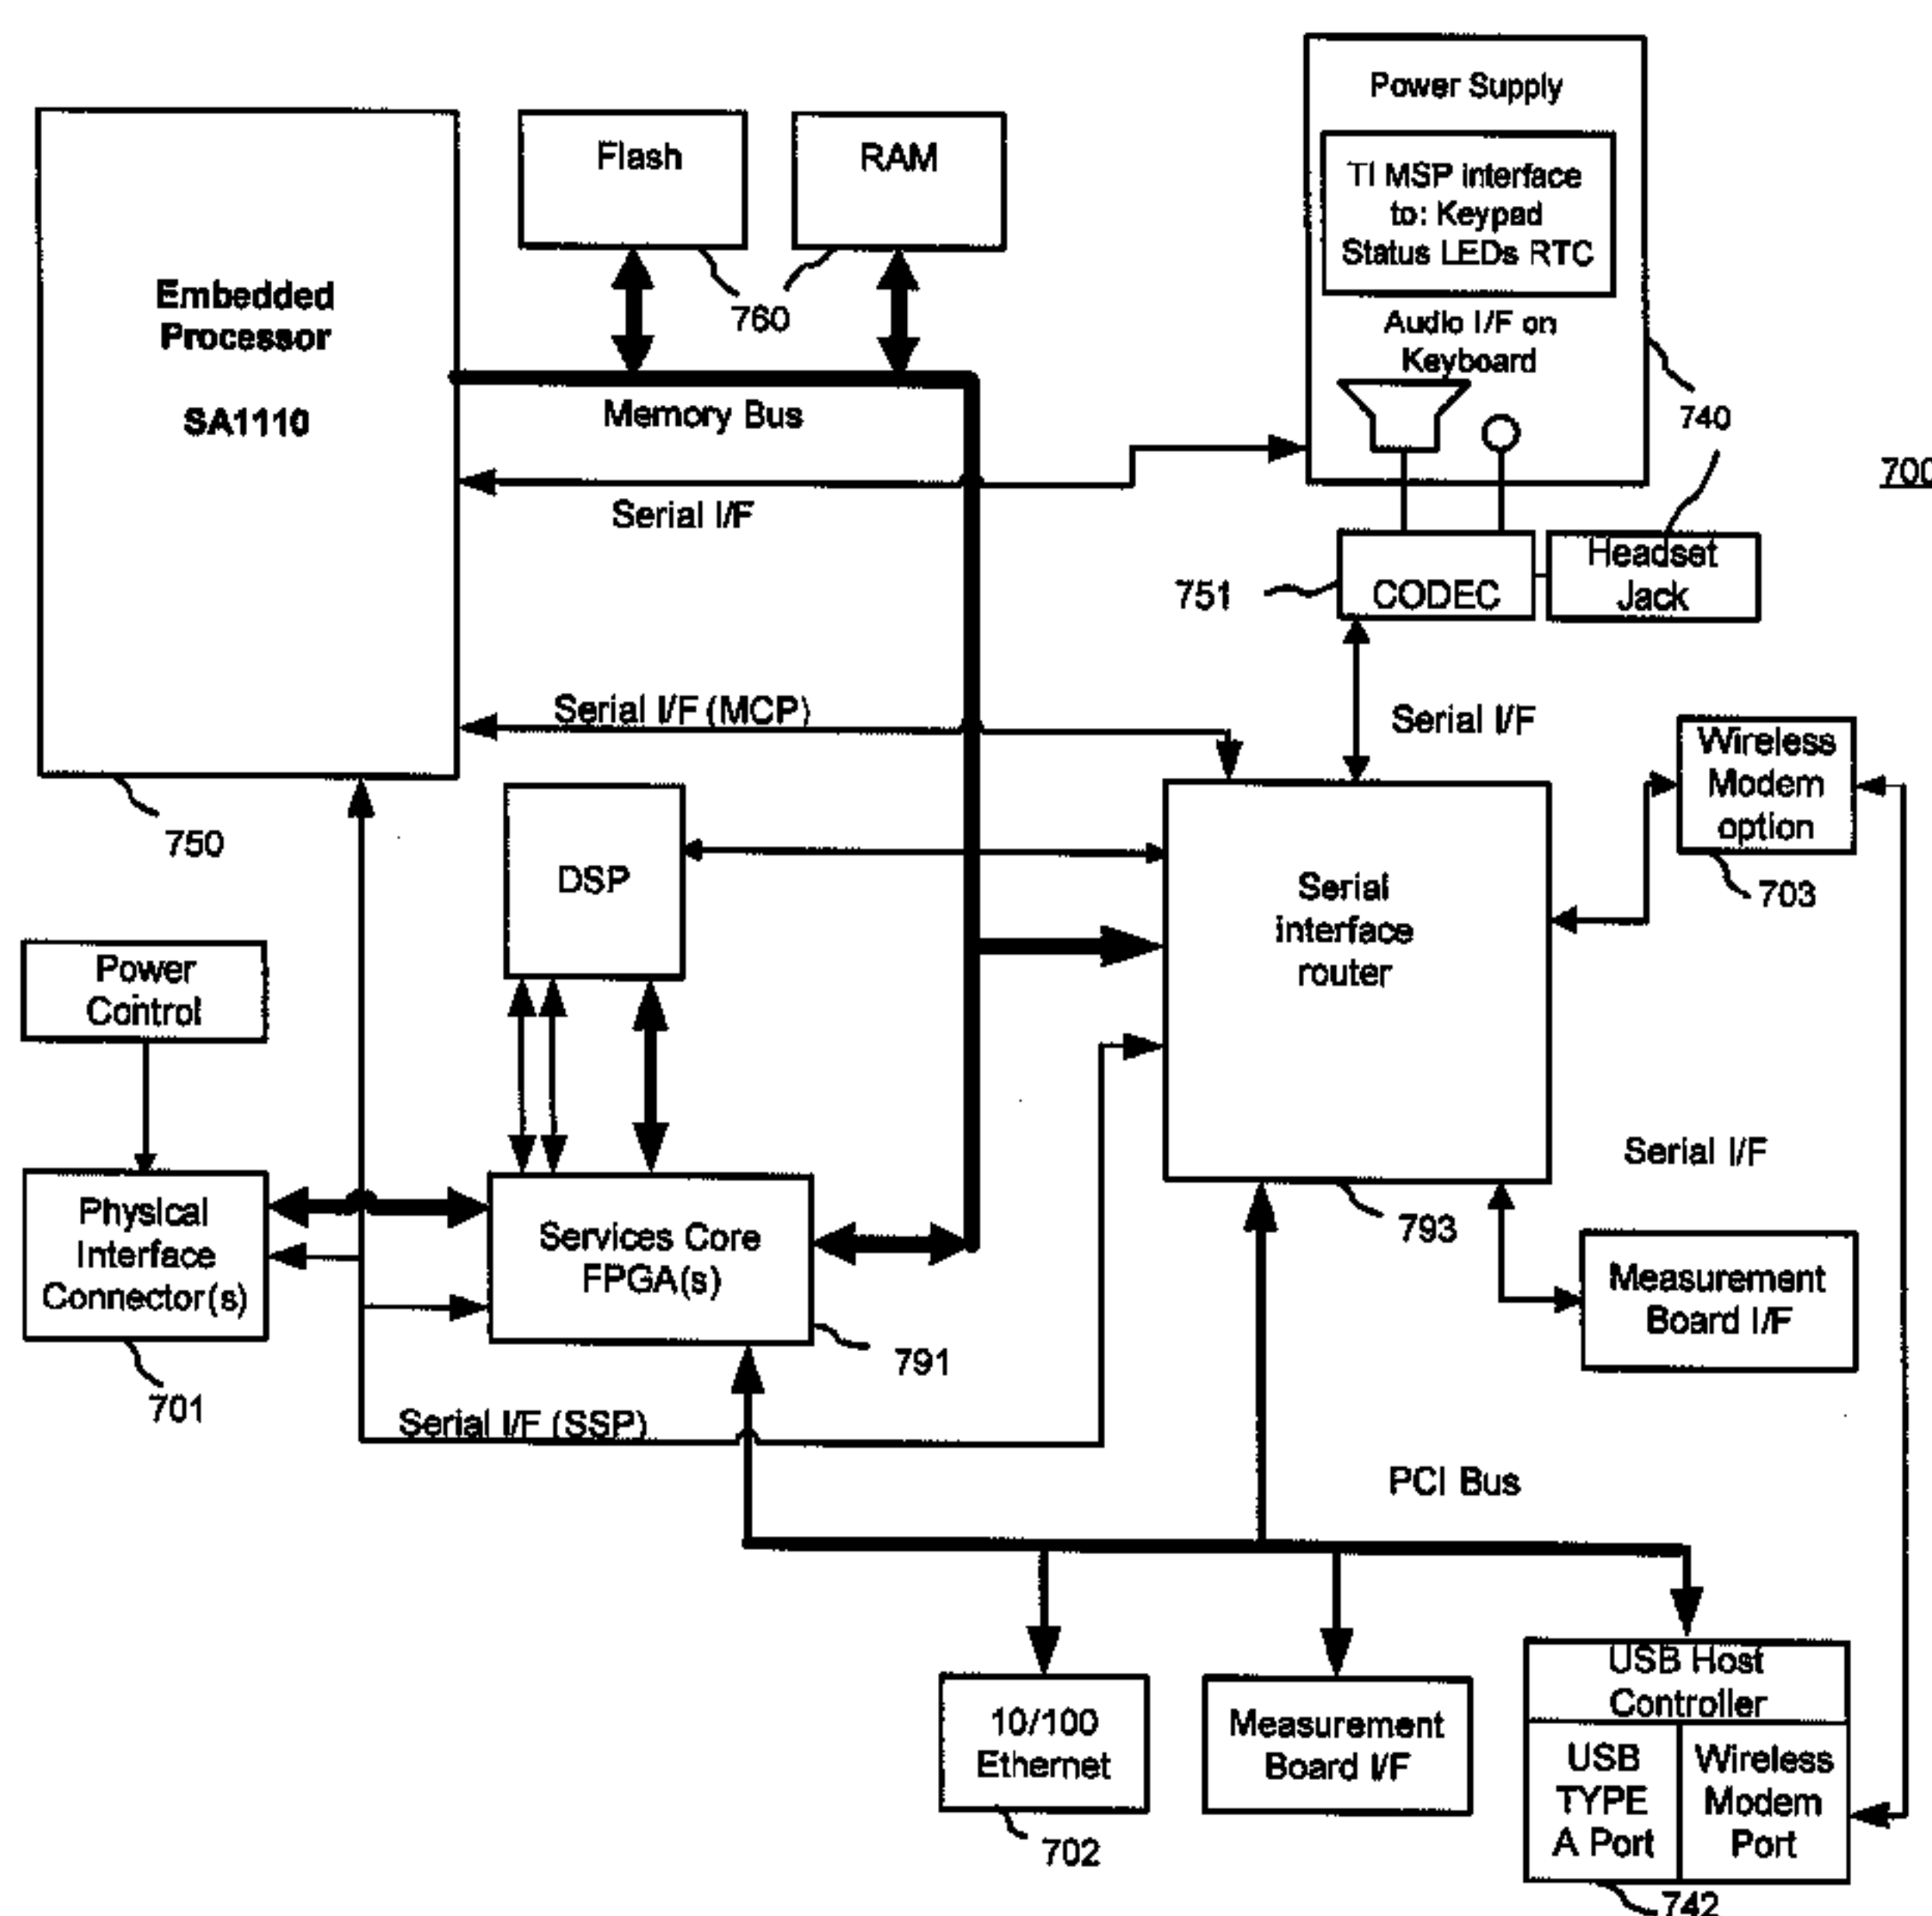 Power Supply
TI MSP interface
to: Keypad
Status LEDs RTC
Audio I/F on
Keyboard
Flash
RAM
760
Embedded
Processor
SA1110
Memory Bus
740
700
Serial I/F
751
CODEC
Headset
Jack
Serial I/F (MCP)
Serial I/F
Wireless
Modem
option
703
750
DSP
Serial
interface
router
Power
Control
Serial I/F
793
Physical
Interface
Connector(s)
701
Services Core
FPGA(s)
791
Measurement
Board I/F
Serial I/F (SSP)
PCI Bus
10/100
Ethernet
702
Measurement
Board I/F
USB Host
Controller
USB
TYPE
A Port
Wireless
Modem
Port
742